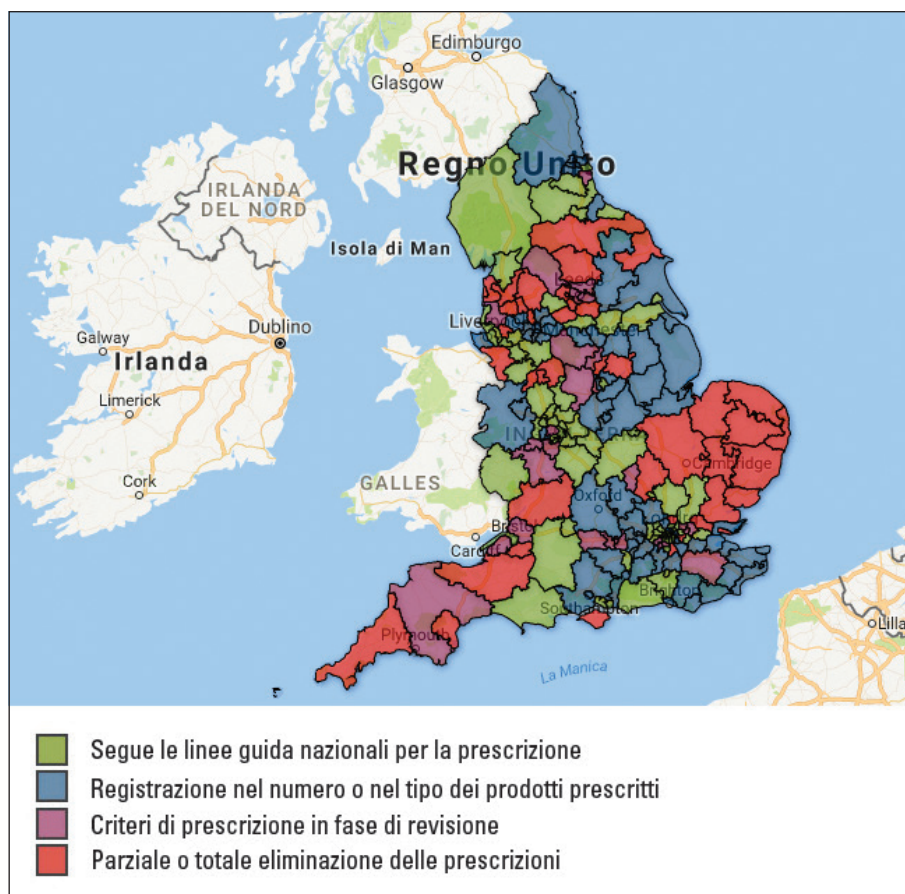 Edimburgo
Glasgow
Regno Unito
IRLANDA
DEL NORD
Isola di Man
Leeds
Dublino
Galway
Irlanda
Limerick
Cambridge
GALLES
Cork
Oxford
Cardiff
Brighton
Southampton
Plymouth
Lilla
La Manica
Segue le linee guida nazionali per la prescrizione
Registrazione nel numero o nel tipo dei prodotti prescritti
Criteri di prescrizione in fase di revisione
Parziale o totale eliminazione delle prescrizioni